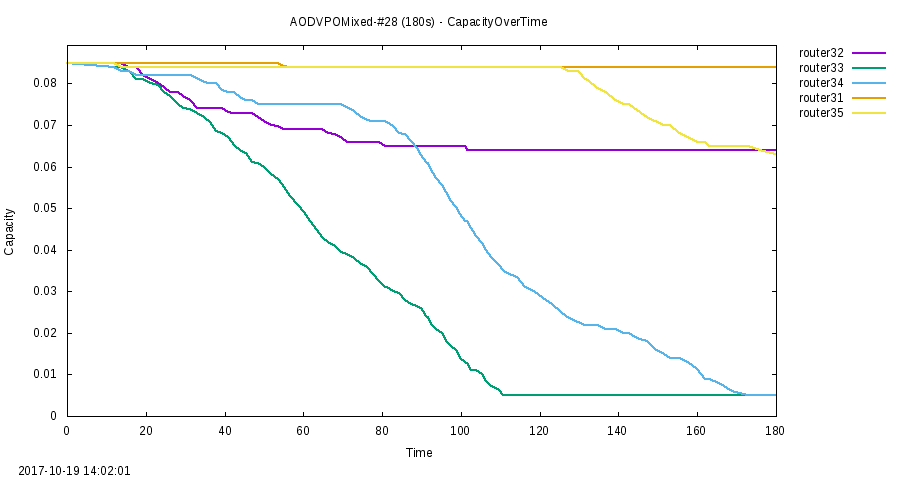 AODVPOMixed-#28 (180s) - CapacityOverTime
router32
router33
router34
router31
router35
0.08
0.07
0.06
0.05
0.04
0.03
0.02
0.01
0
Capacity
0 20 40 60 80 100 120 140 160 180
Time
2017-10-19 14:02:01